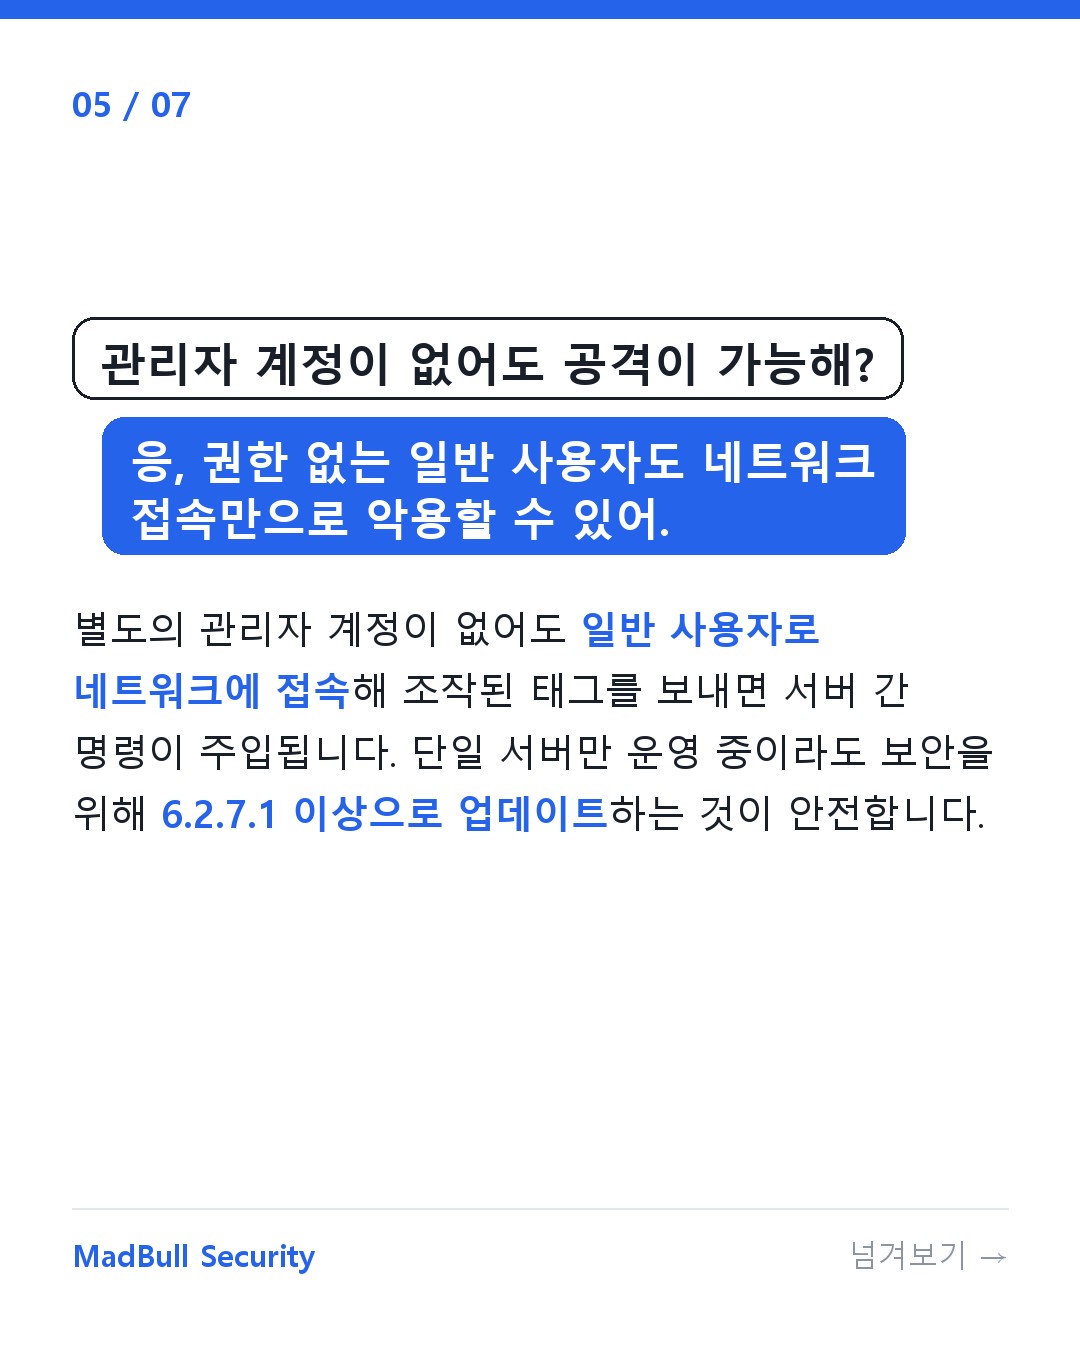 05 / 07
관리자 계정이 없어도 공격이 가능해?
응, 권한 없는 일반 사용자도 네트워크
접속만으로 악용할 수 있어.
별도의 관리자 계정이 없어도 일반 사용자로
네트워크에 접속해 조작된 태그를 보내면 서버 간
명령이 주입됩니다. 단일 서버만 운영 중이라도 보안을
위해 6.2.7.1 이상으로 업데이트하는 것이 안전합니다.
MadBull Security
넘겨보기 →